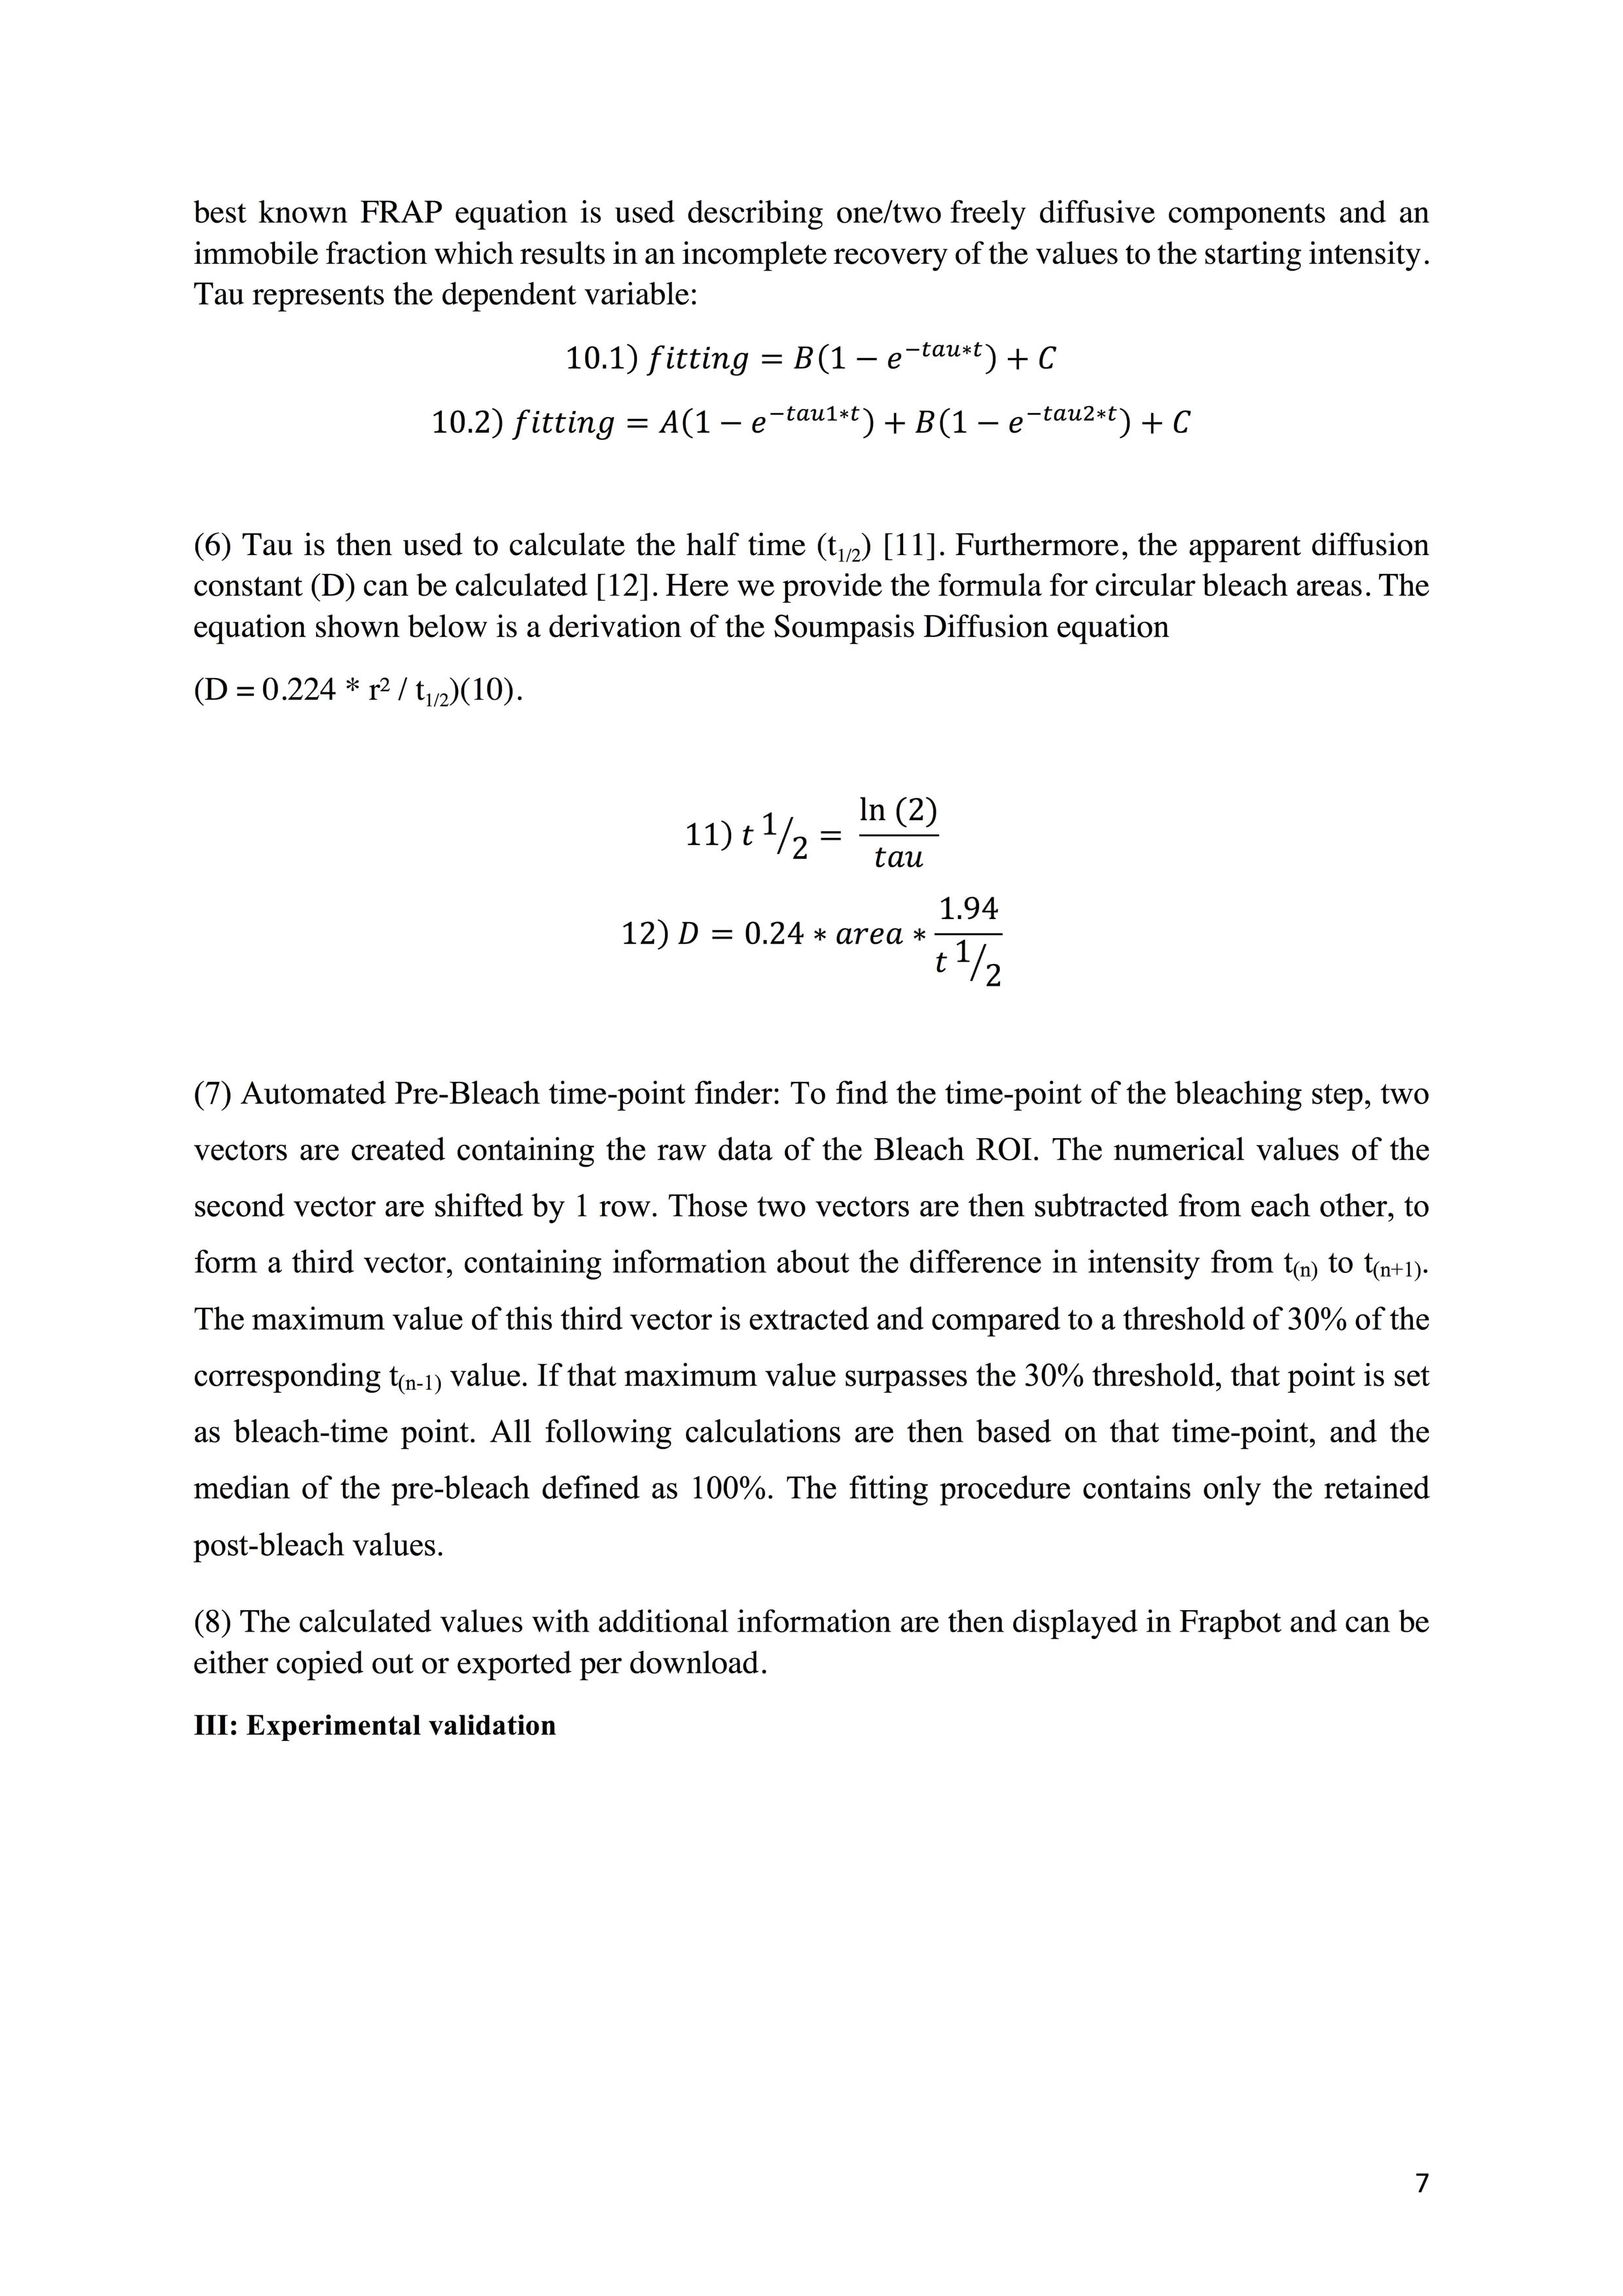 best known FRAP equation is used describing one/two freely diffusive components and an
immobile fraction which results in an incomplete recovery of the values to the starting intensity.
Tau represents the dependent variable:
10.1) fitting = B(1 − e^{−tau∗t}) + C
10.2) fitting = A(1 − e^{−tau1∗t}) + B(1 − e^{−tau2∗t}) + C
(6) Tau is then used to calculate the half time (t_{1/2}) [11]. Furthermore, the apparent diffusion
constant (D) can be calculated [12]. Here we provide the formula for circular bleach areas. The
equation shown below is a derivation of the Soumpasis Diffusion equation
(D = 0.224 * r² / t_{1/2})(10).
11) t 1/2 = ln (2) / tau
12) D = 0.24 ∗ area ∗ 1.94 / t 1/2
(7) Automated Pre-Bleach time-point finder: To find the time-point of the bleaching step, two
vectors are created containing the raw data of the Bleach ROI. The numerical values of the
second vector are shifted by 1 row. Those two vectors are then subtracted from each other, to
form a third vector, containing information about the difference in intensity from t_{(n)} to t_{(n+1)}.
The maximum value of this third vector is extracted and compared to a threshold of 30% of the
corresponding t_{(n-1)} value. If that maximum value surpasses the 30% threshold, that point is set
as bleach-time point. All following calculations are then based on that time-point, and the
median of the pre-bleach defined as 100%. The fitting procedure contains only the retained
post-bleach values.
(8) The calculated values with additional information are then displayed in Frapbot and can be
either copied out or exported per download.
III: Experimental validation
7